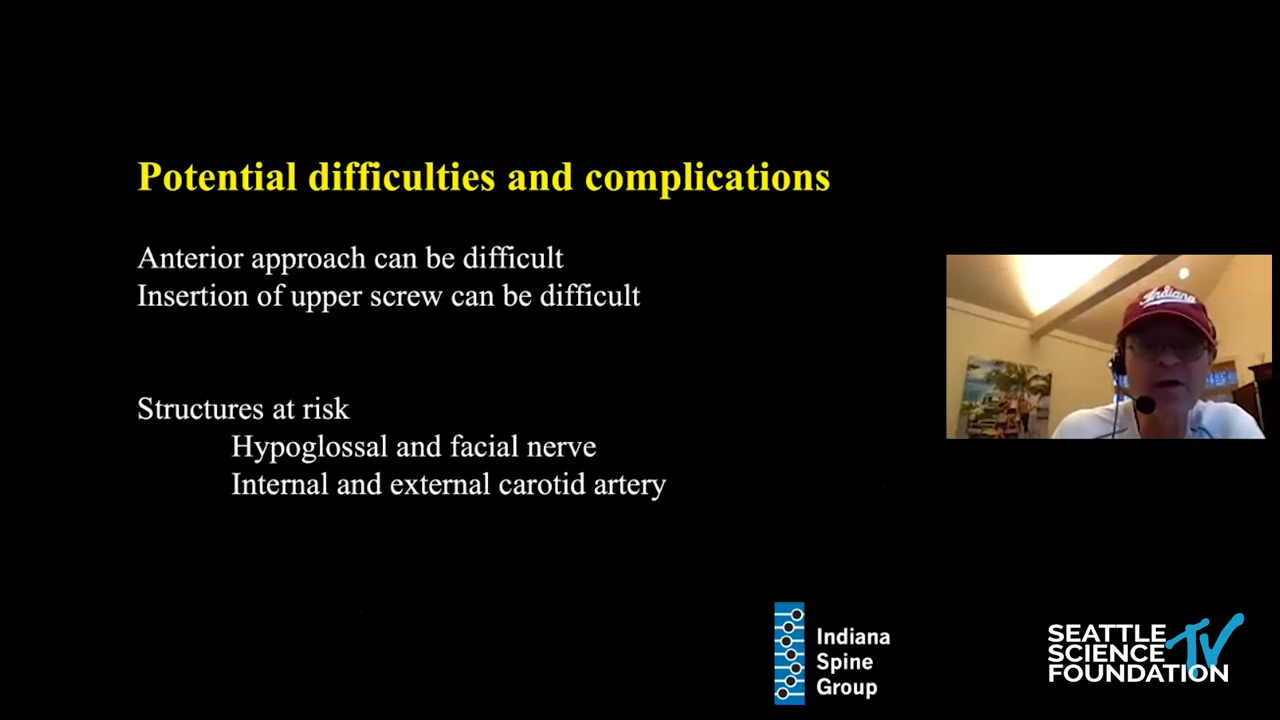 Potential difficulties and complications
Anterior approach can be difficult
Insertion of upper screw can be difficult
Structures at risk
Hypoglossal and facial nerve
Internal and external carotid artery
Indiana
Indiana
Spine
Group
SEATTLE
SCIENCE
FOUNDATION
TV